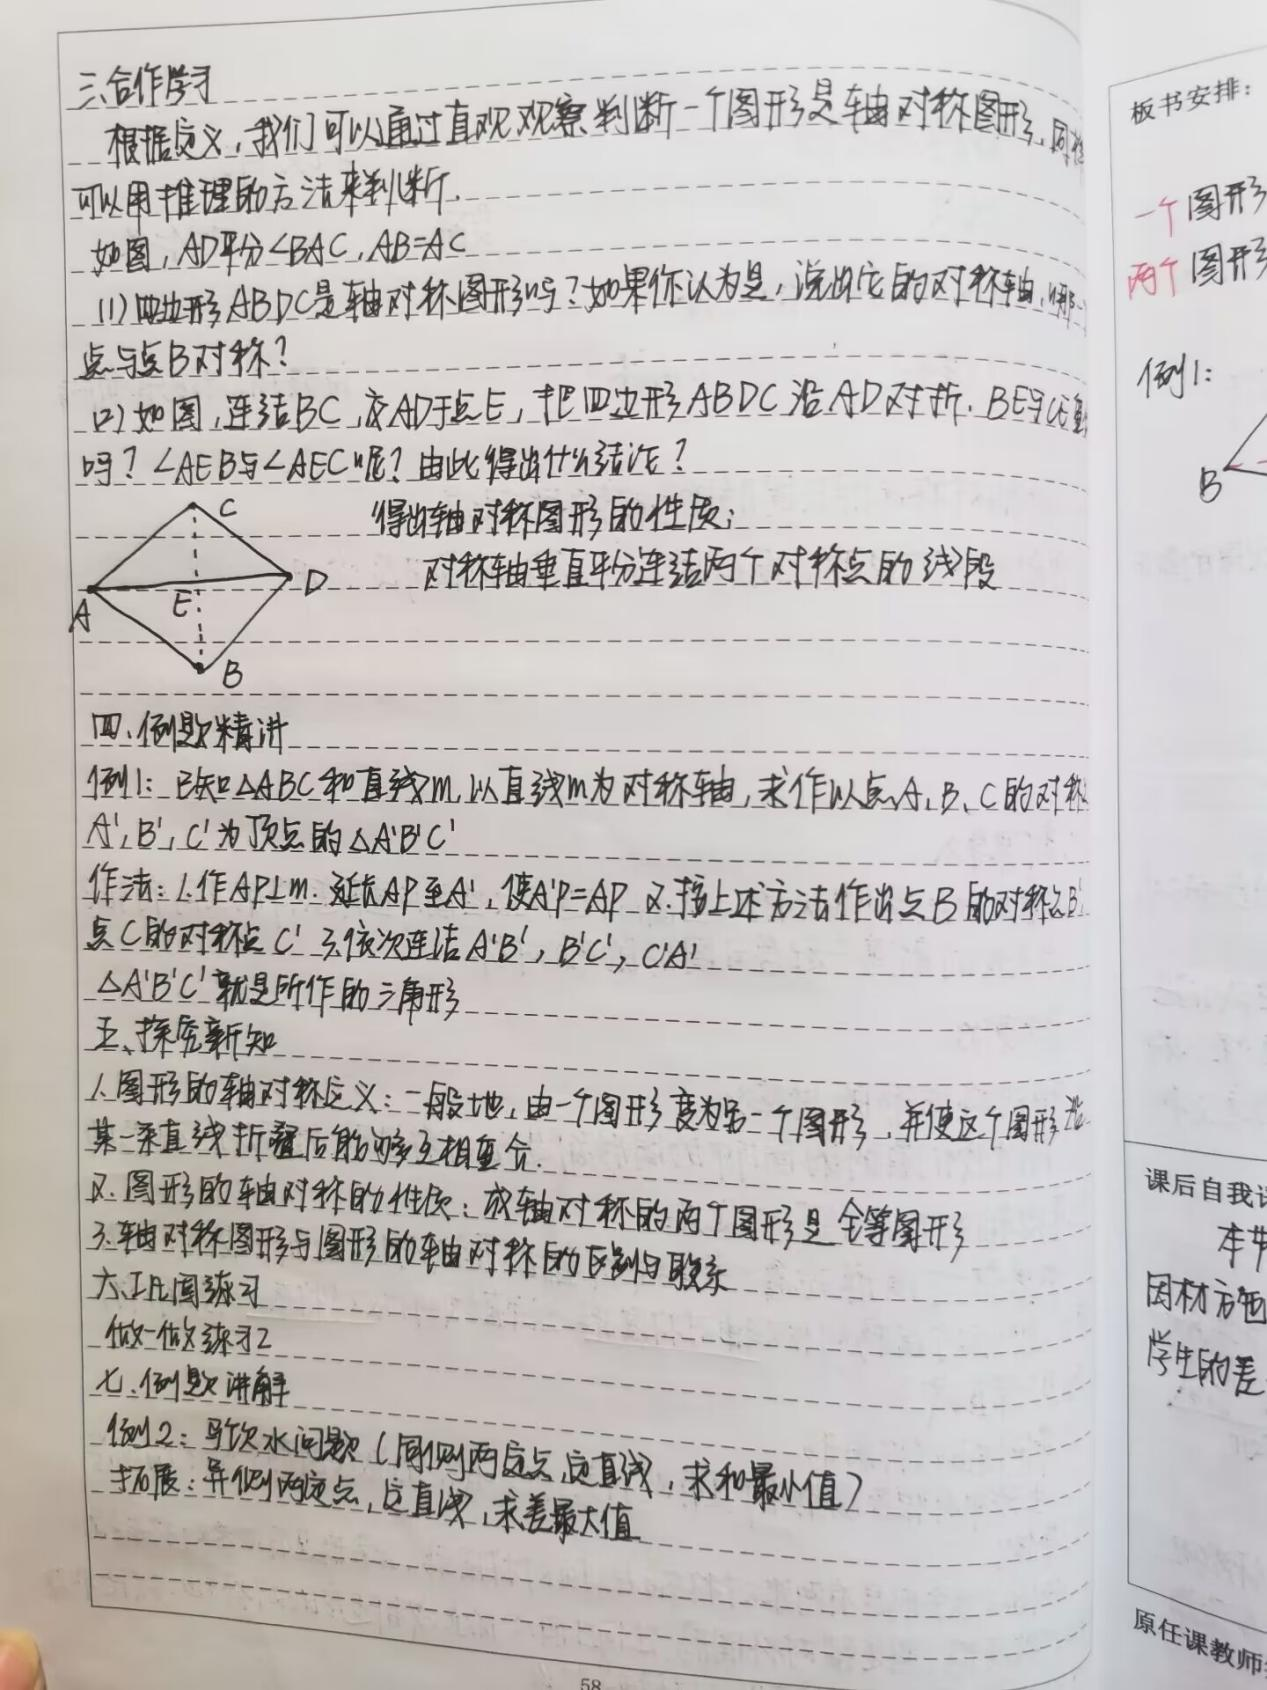 三.合作学习
根据定义,我们可以通过直观观察判断一个图形是轴对称图形,同样
可以用推理的方法来判断.
如图,AD平分∠BAC,AB=AC
(1)四边形ABDC是轴对称图形吗?如果你认为是,说出它的对称轴,哪一
点与点B对称?
(2)如图,连结BC,交AD于点E,把四边形ABDC沿AD对折.BE与CE重
吗?∠AEB与∠AEC呢?由此得出什么结论?
得出轴对称图形的性质:
对称轴垂直平分连结两个对称点的线段
C
D
A
E
B
四.例题精讲
例1:已知△ABC和直线m,以直线m为对称轴,求作以点A、B、C的对称
A',B',C'为顶点的△A'B'C'
作法:1.作AP⊥m.延长AP至A',使A'P=AP 2.按上述方法作出点B的对称点B'
点C的对称点C' 3.依次连结A'B',B'C',C'A'
△A'B'C'就是所作的三角形
五、探究新知
1.图形的轴对称定义:一般地,由一个图形变为另一个图形,并使这个图形沿
某一条直线折叠后能够互相重合.
2.图形的轴对称的性质:成轴对称的两个图形是全等图形
3.轴对称图形与图形的轴对称的区别与联系
六.巩固练习
做一做练习2
七.例题讲解
例2:马饮水问题(同侧两定点,定直线,求和最小值)
拓展:异侧两定点,定直线,求差最大值
58
板书安排:
一个图形
两个图形
例1:
B
课后自我
本节
因材方面
学生的差
原任课教师